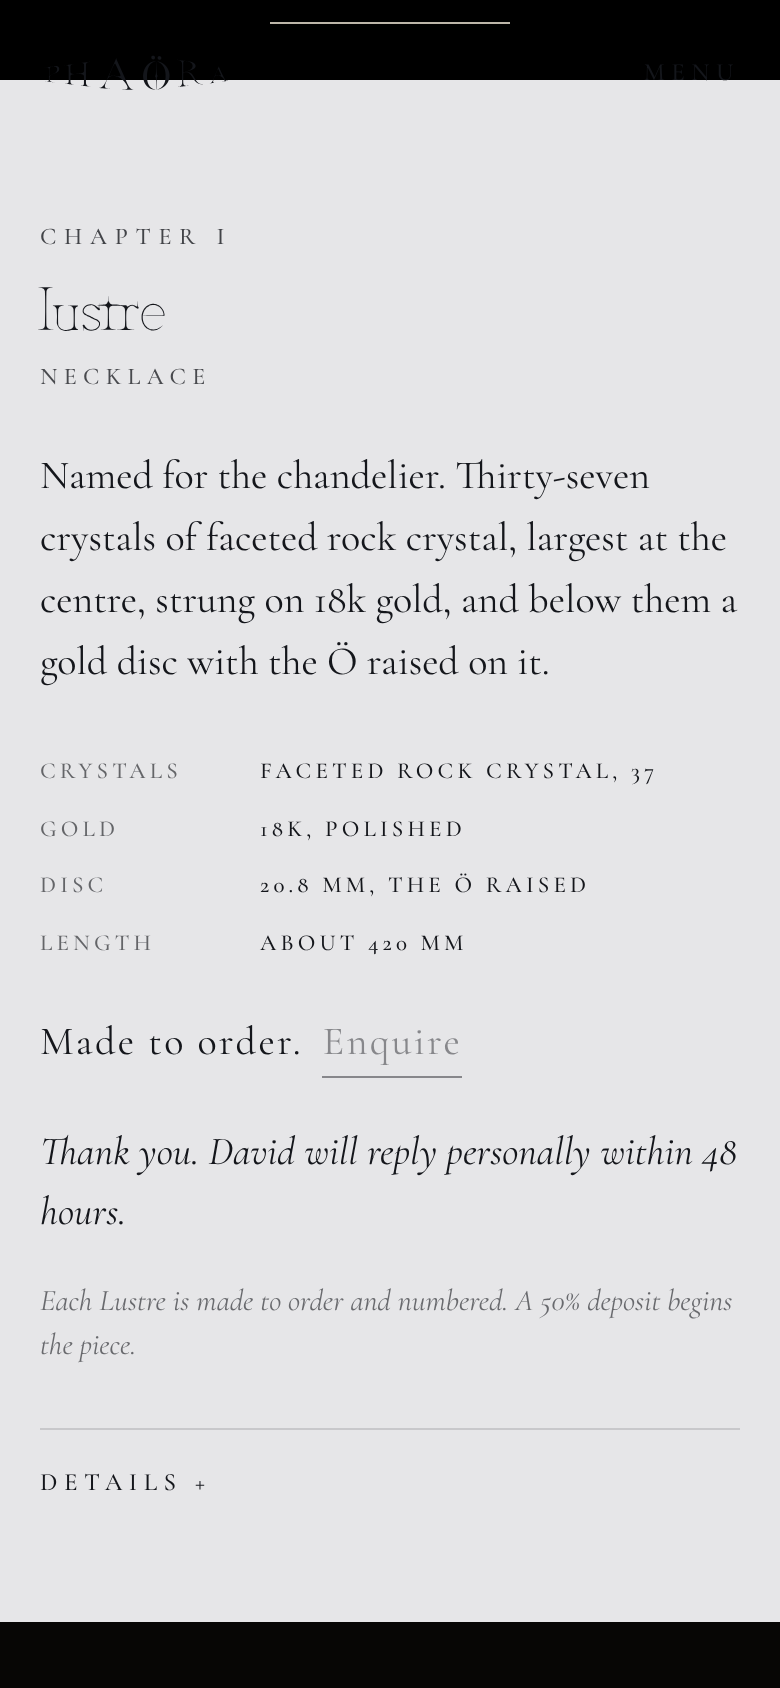 PHAÖRA
MENU
CHAPTER I
lustre
NECKLACE
Named for the chandelier. Thirty-seven
crystals of faceted rock crystal, largest at the
centre, strung on 18k gold, and below them a
gold disc with the Ö raised on it.
CRYSTALS FACETED ROCK CRYSTAL, 37
GOLD 18K, POLISHED
DISC 20.8 MM, THE Ö RAISED
LENGTH ABOUT 420 MM
Made to order. Enquire
Thank you. David will reply personally within 48
hours.
Each Lustre is made to order and numbered. A 50% deposit begins
the piece.
DETAILS +